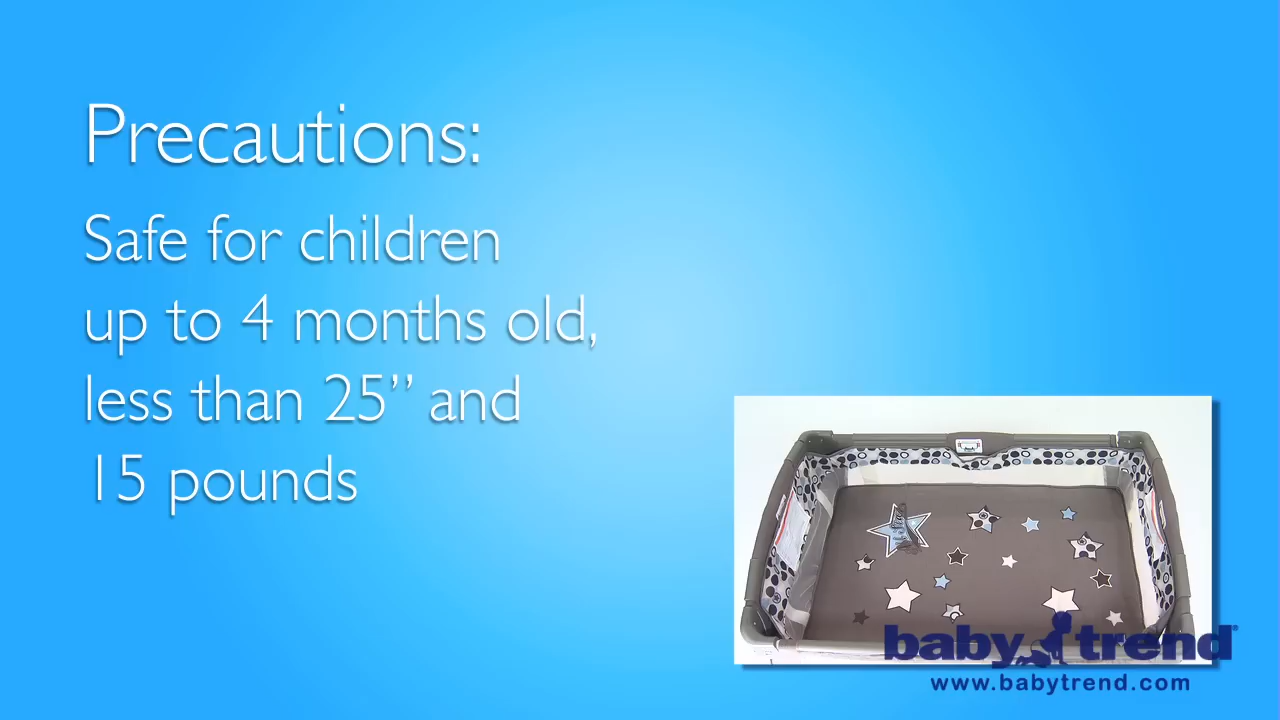 Precautions:
Safe for children
up to 4 months old,
less than 25” and
15 pounds
baby trend®
www.babytrend.com